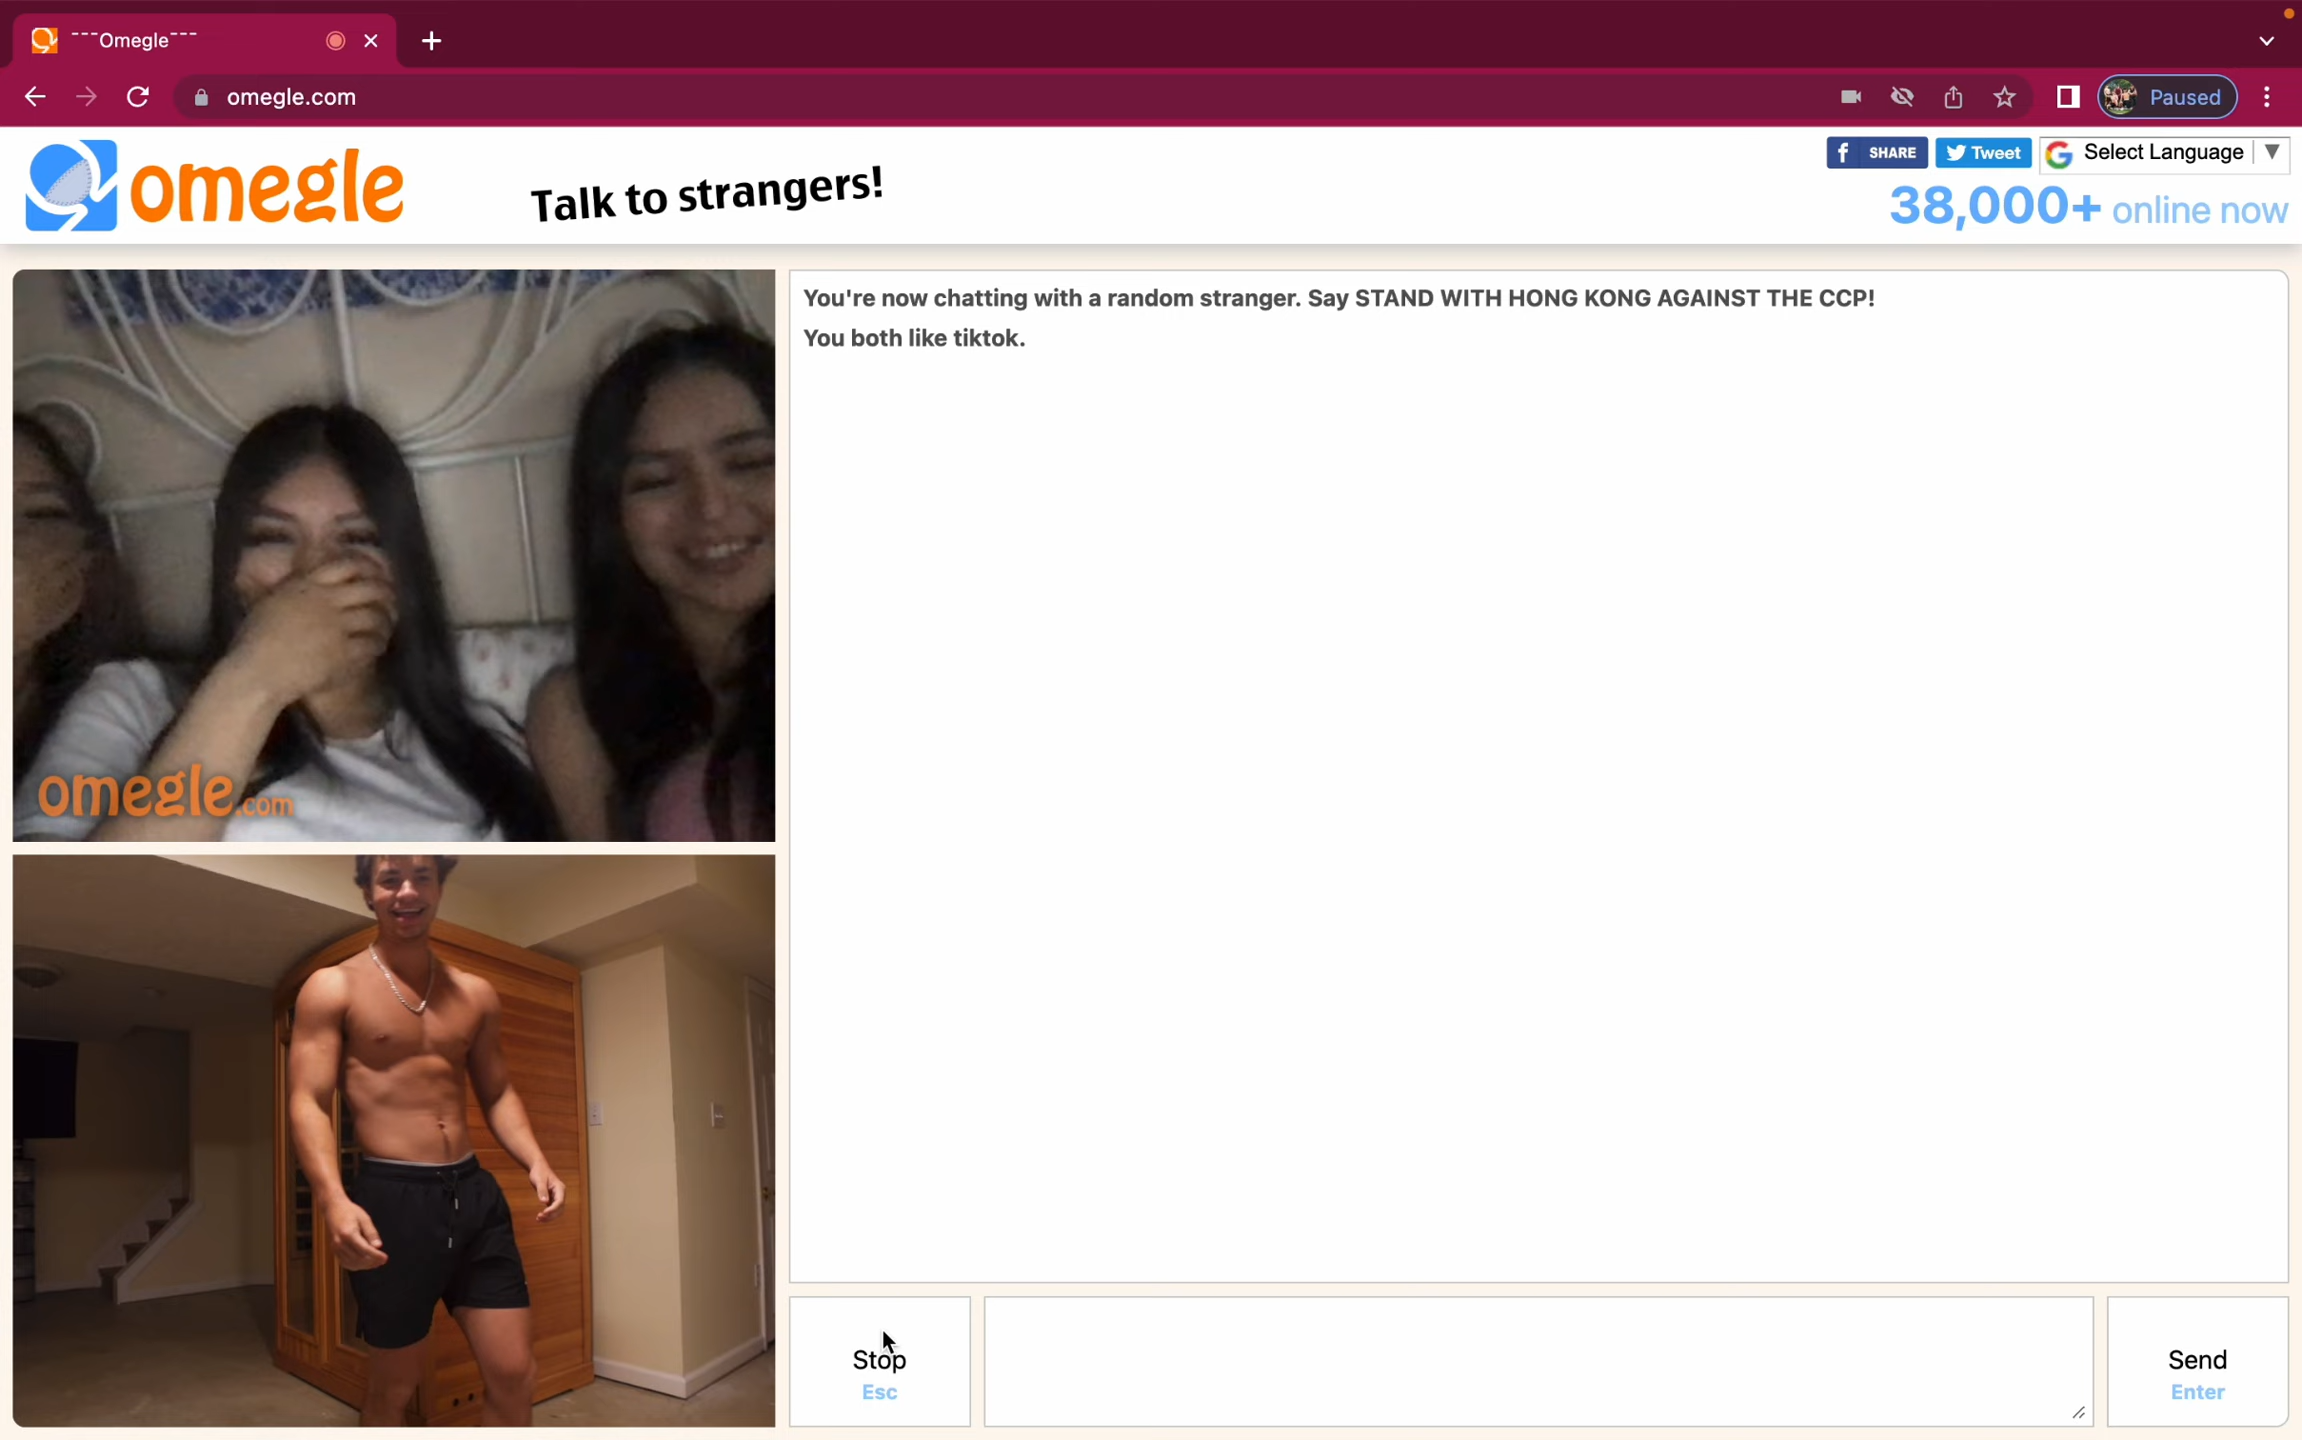 ---Omegle---
omegle.com
Paused
omegle
Talk to strangers!
f SHARE
Tweet
G Select Language ▼
38,000+ online now
omegle.com
You're now chatting with a random stranger. Say STAND WITH HONG KONG AGAINST THE CCP!
You both like tiktok.
Stop
Esc
Send
Enter